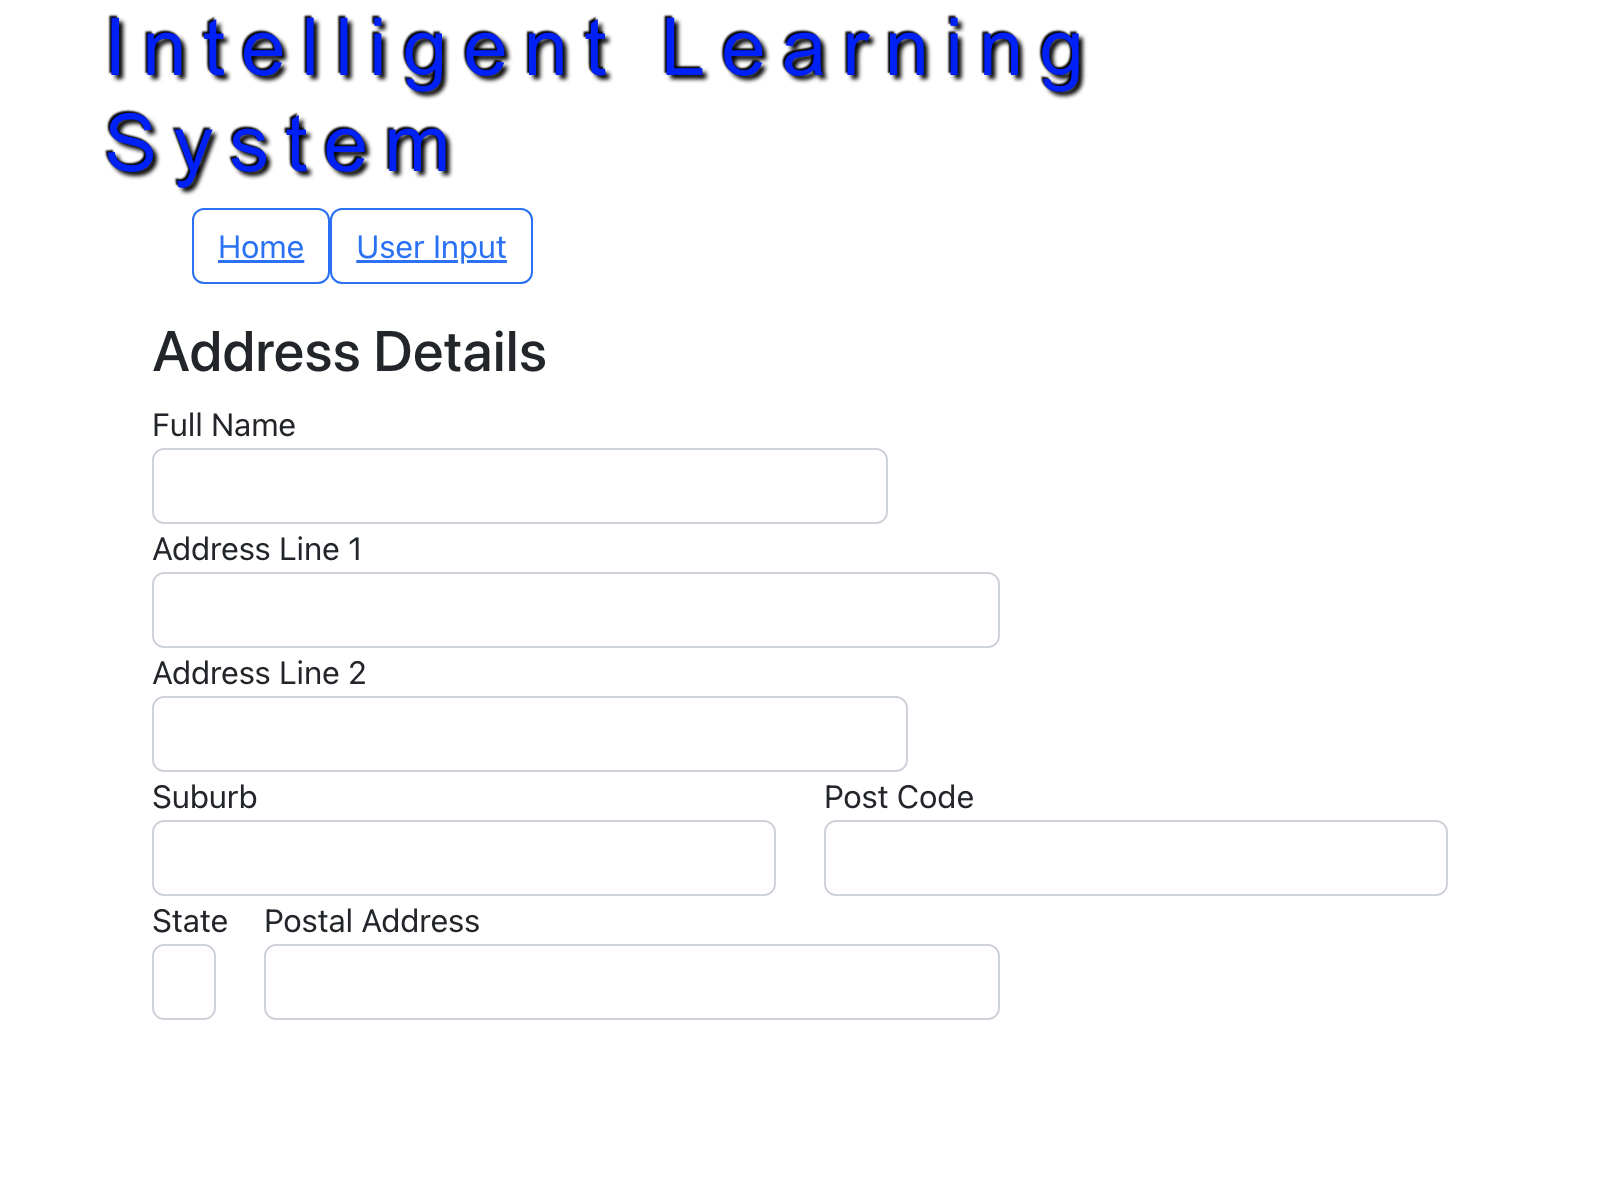 Intelligent Learning
System
Home User Input
Address Details
Full Name
Address Line 1
Address Line 2
Suburb Post Code
State Postal Address